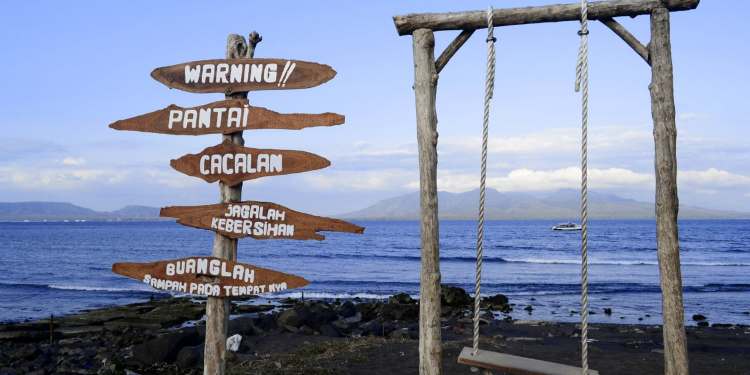 WARNING!!
PANTAI
CACALAN
JAGALAH
KEBERSIHAN
BUANGLAH
SAMPAH PADA TEMPAT NYA